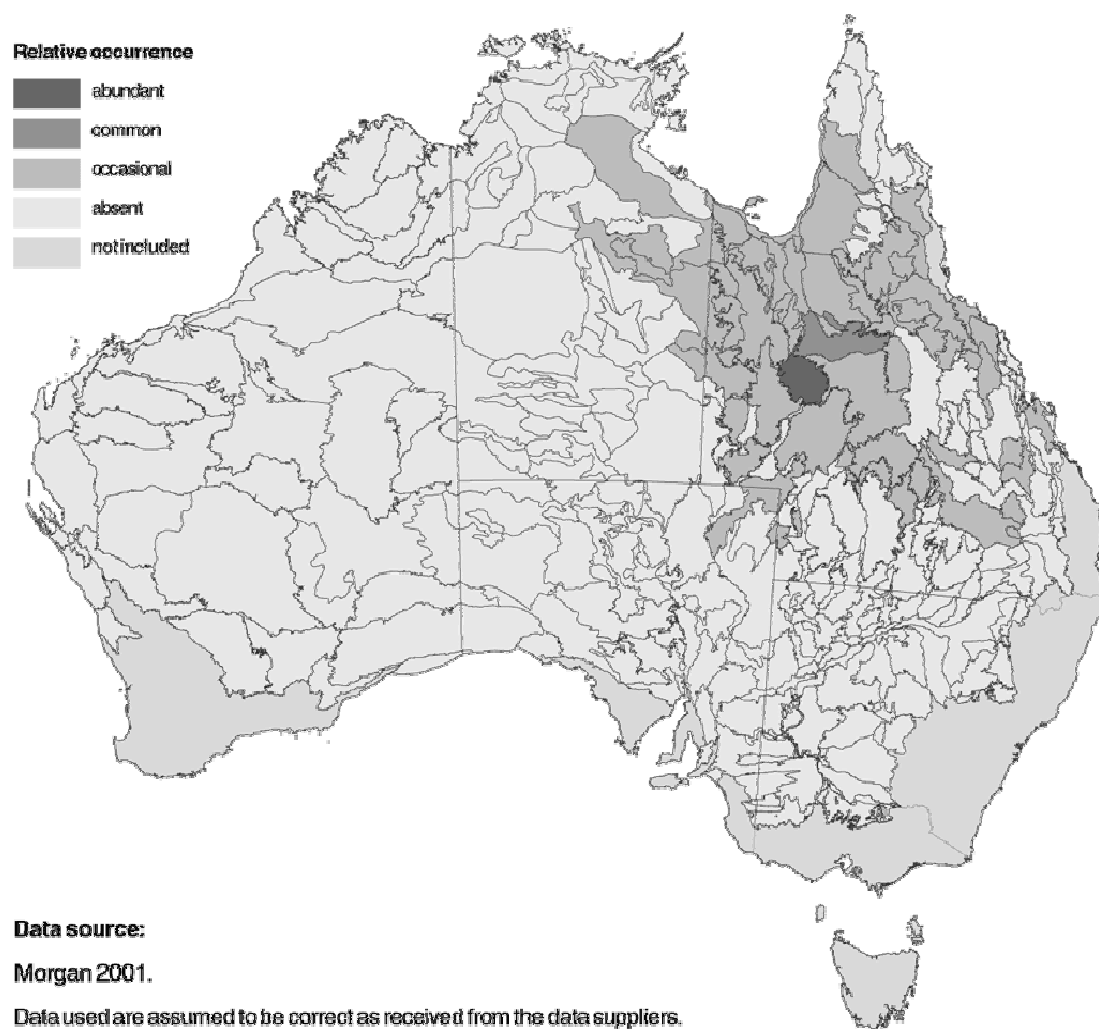 Relative occurrence
abundant
common
occasional
absent
not included
Data source:
Morgan 2001.
Data used are assumed to be correct as received from the data suppliers.